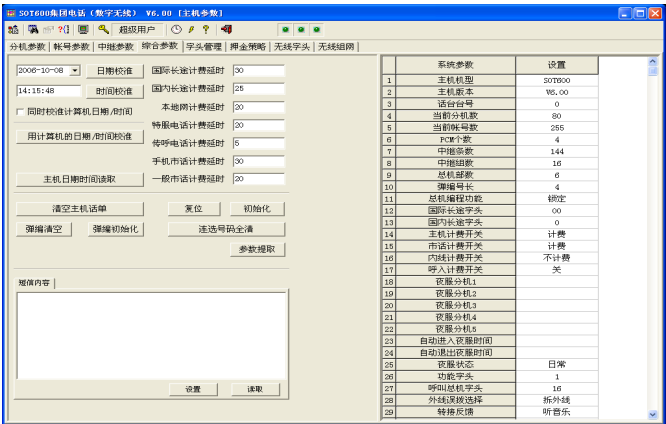 SOT600集团电话（数字无线） V6.00 [主机参数]
超级用户
分机参数 帐号参数 中继参数 综合参数 字头管理 押金策略 无线字头 无线组网
2006-10-08 日期校准 国际长途计费延时 30
14:15:48 时间校准 国内长途计费延时 25
同时校准计算机日期/时间 本地网计费延时 20
用计算机的日期/时间校准 特服电话计费延时 20
传呼电话计费延时 5
手机市话计费延时 30
主机日期时间读取 一般市话计费延时 20
清空主机话单 复位 初始化
弹编清空 弹编初始化 连选号码全清
参数提取
短信内容
设置 读取
系统参数 设置
1 主机机型 SOT600
2 主机版本 V6.00
3 话台台号 0
4 当前分机数 80
5 当前帐号数 255
6 PCM个数 4
7 中继条数 144
8 中继组数 16
9 总机部数 6
10 弹编号长 4
11 总机编程功能 锁定
12 国际长途字头 00
13 国内长途字头 0
14 主机计费开关 计费
15 市话计费开关 计费
16 内线计费开关 不计费
17 呼入计费开关 关
18 夜服分机1
19 夜服分机2
20 夜服分机3
21 夜服分机4
22 夜服分机5
23 自动进入夜服时间
24 自动退出夜服时间
25 夜服状态 日常
26 功能字头 1
27 呼叫总机字头 16
28 外线误拨选择 拆外线
29 转接反馈 听音乐